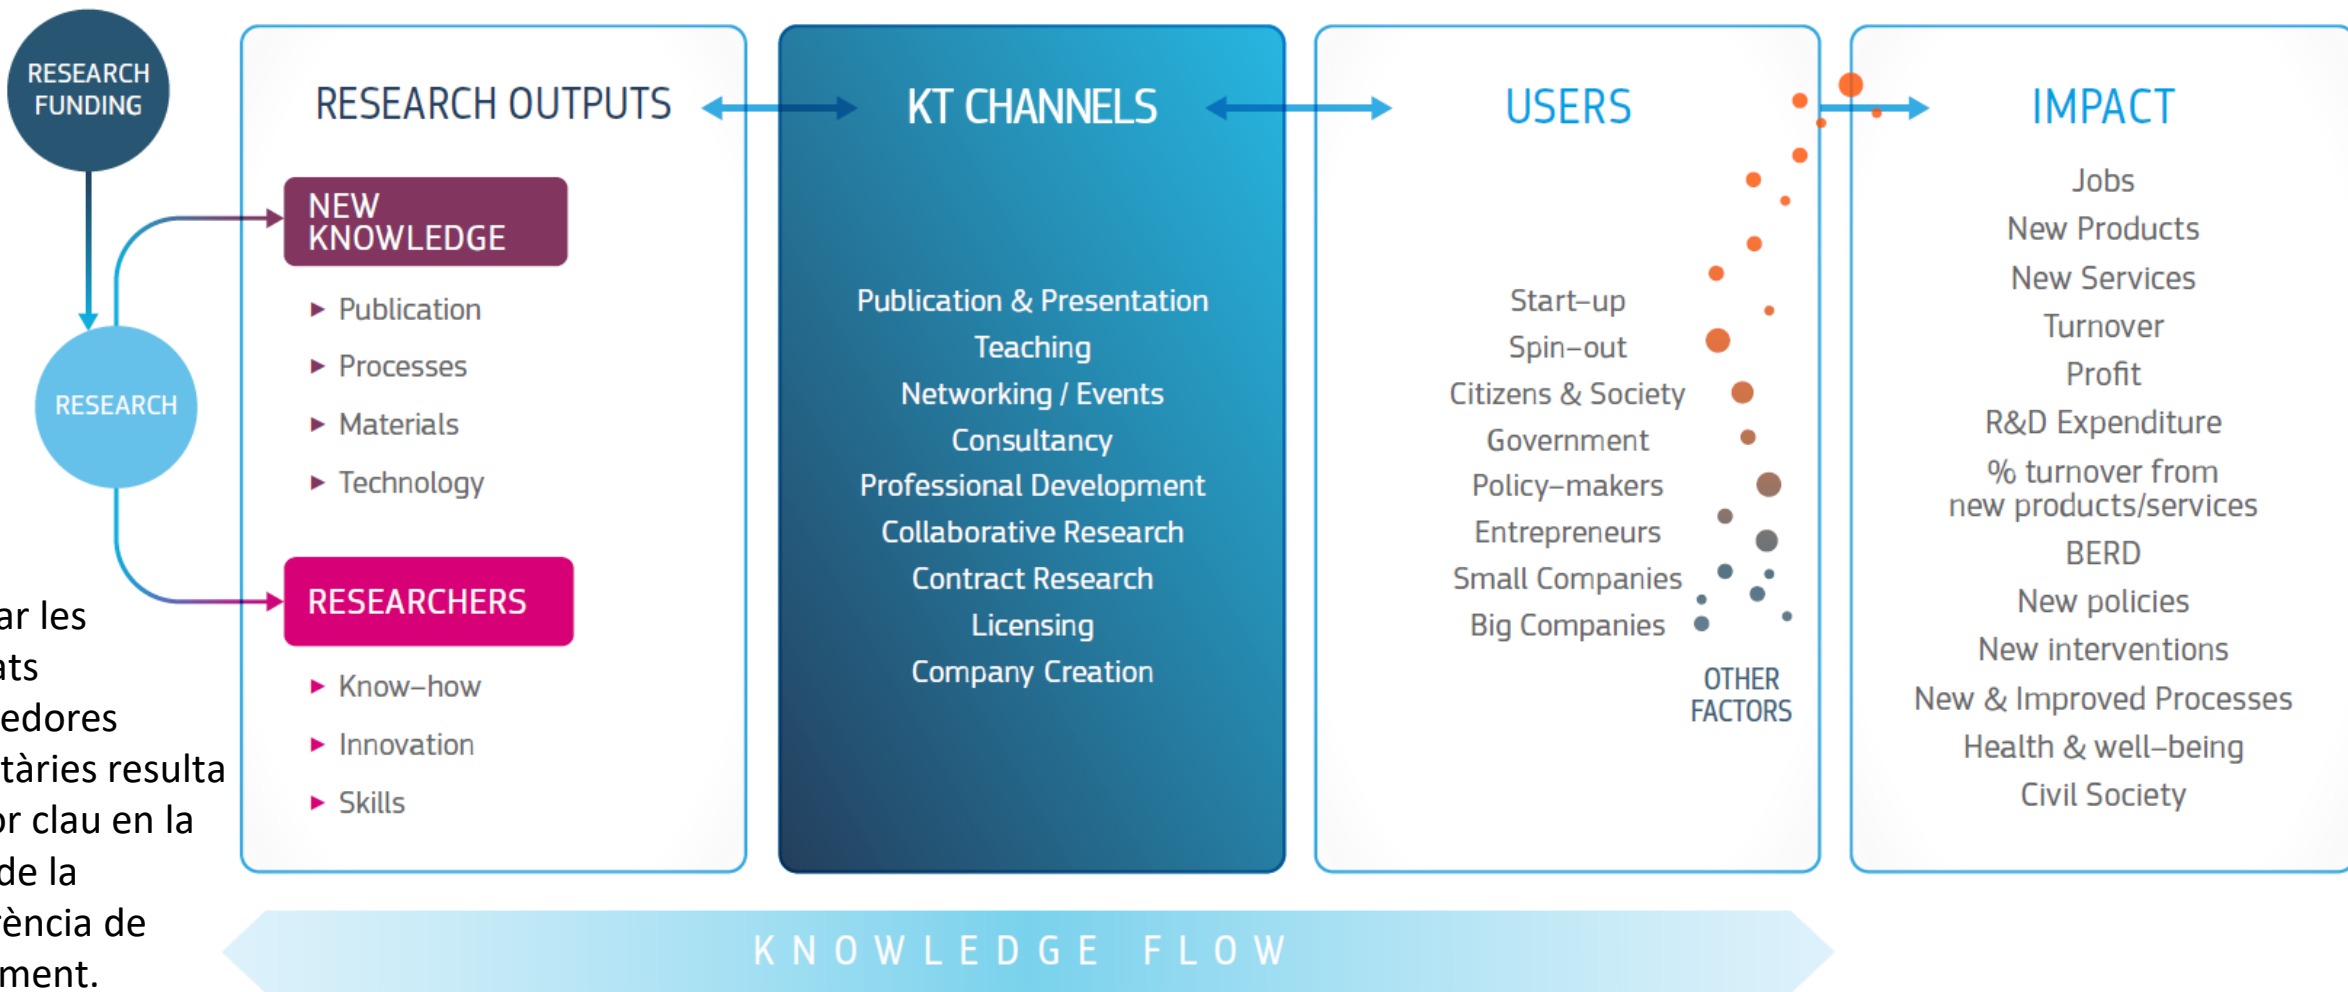 RESEARCH
FUNDING
RESEARCH
RESEARCH OUTPUTS
NEW
KNOWLEDGE
▸ Publication
▸ Processes
▸ Materials
▸ Technology
RESEARCHERS
▸ Know–how
▸ Innovation
▸ Skills
KT CHANNELS
Publication & Presentation
Teaching
Networking / Events
Consultancy
Professional Development
Collaborative Research
Contract Research
Licensing
Company Creation
USERS
Start–up
Spin–out
Citizens & Society
Government
Policy–makers
Entrepreneurs
Small Companies
Big Companies
OTHER
FACTORS
IMPACT
Jobs
New Products
New Services
Turnover
Profit
R&D Expenditure
% turnover from
new products/services
BERD
New policies
New interventions
New & Improved Processes
Health & well–being
Civil Society
ar les
ats
edores
tàries resulta
or clau en la
de la
rència de
ment.
KNOWLEDGE FLOW